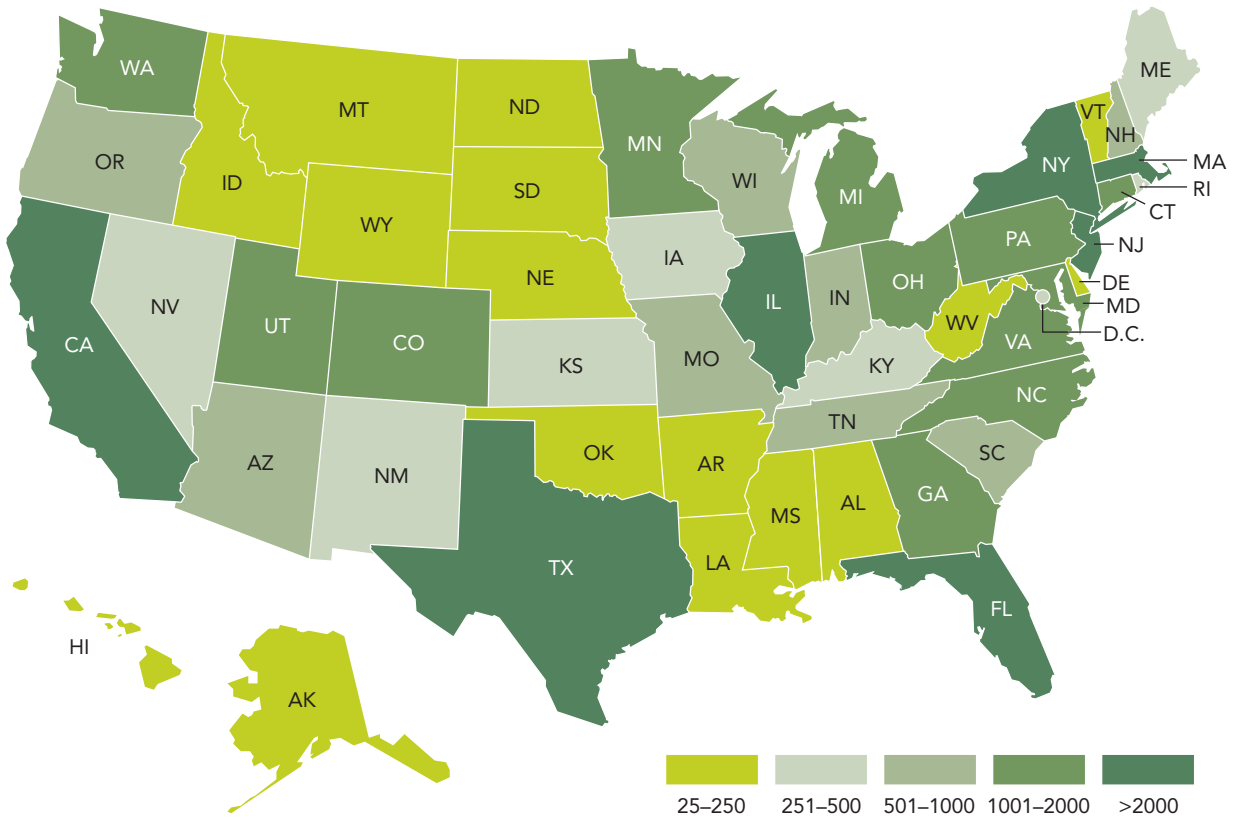 WA
MT
ND
MN
ME
VT
NH
OR
ID
SD
WI
NY
MA
RI
WY
MI
CT
IA
PA
NJ
NE
NV
UT
CO
IL
IN
OH
DE
MD
WV
D.C.
CA
KS
MO
KY
VA
NC
TN
AZ
NM
OK
AR
SC
GA
MS
AL
LA
TX
FL
HI
AK
25–250 251–500 501–1000 1001–2000 >2000